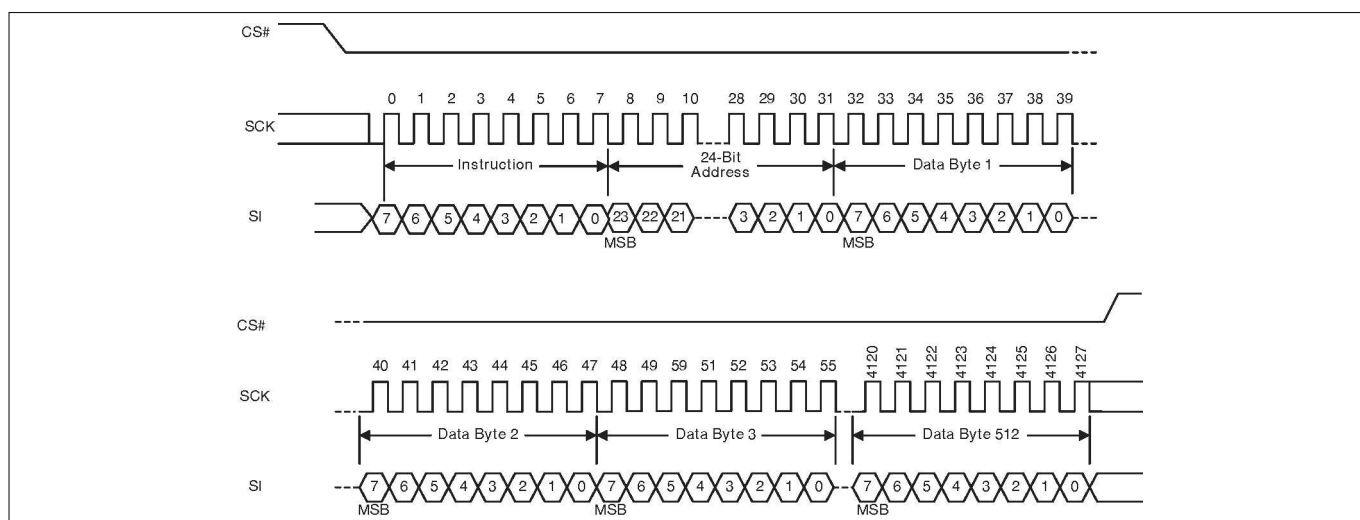 CS#
0 1 2 3 4 5 6 7 8 9 10 28 29 30 31 32 33 34 35 36 37 38 39
SCK
Instruction 24-Bit Address Data Byte 1
SI 7 6 5 4 3 2 1 0 23 22 21 3 2 1 0 7 6 5 4 3 2 1 0
MSB MSB
CS#
40 41 42 43 44 45 46 47 48 49 59 51 52 53 54 55 4120 4121 4122 4123 4124 4125 4126 4127
SCK
Data Byte 2 Data Byte 3 Data Byte 512
SI 7 6 5 4 3 2 1 0 7 6 5 4 3 2 1 0 7 6 5 4 3 2 1 0
MSB MSB MSB